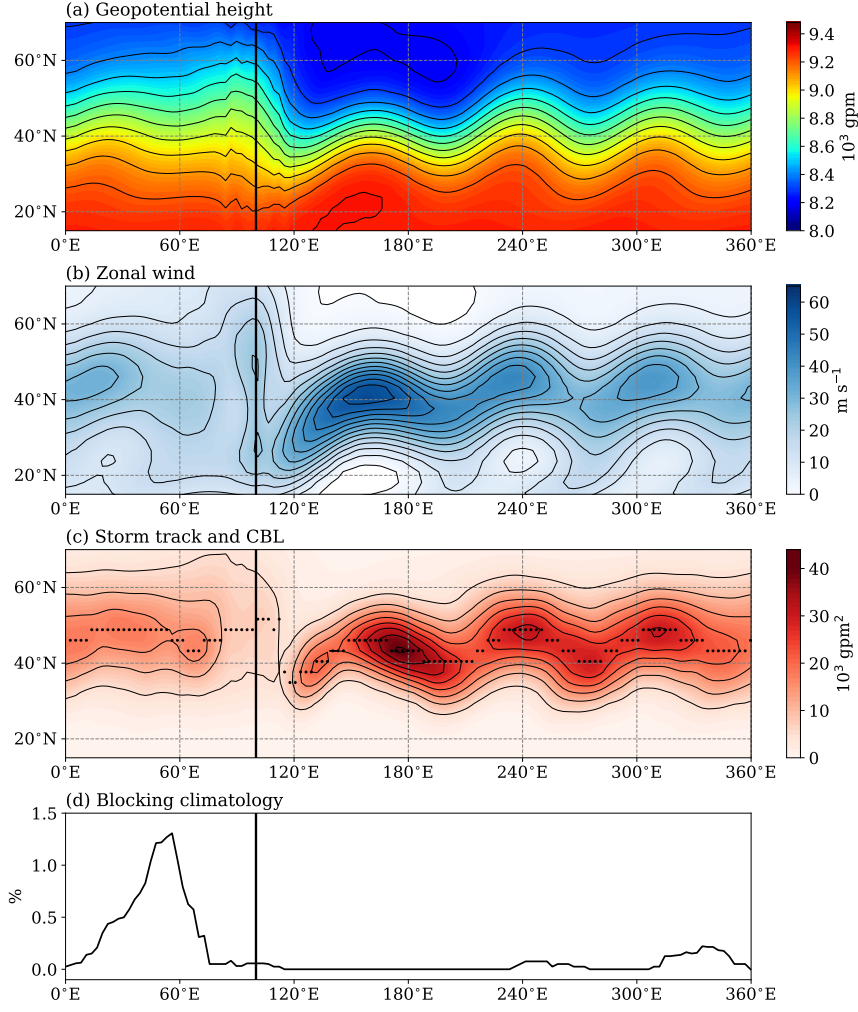 (a) Geopotential height
60°N
40°N
20°N
0°E 60°E 120°E 180°E 240°E 300°E 360°E
9.4
9.2
9.0
8.8
8.6
8.4
8.2
8.0
10³ gpm
(b) Zonal wind
60°N
40°N
20°N
0°E 60°E 120°E 180°E 240°E 300°E 360°E
60
50
40
30
20
10
0
m s⁻¹
(c) Storm track and CBL
60°N
40°N
20°N
0°E 60°E 120°E 180°E 240°E 300°E 360°E
40
30
20
10
0
10³ gpm²
(d) Blocking climatology
1.5
1.0
0.5
0.0
%
0°E 60°E 120°E 180°E 240°E 300°E 360°E